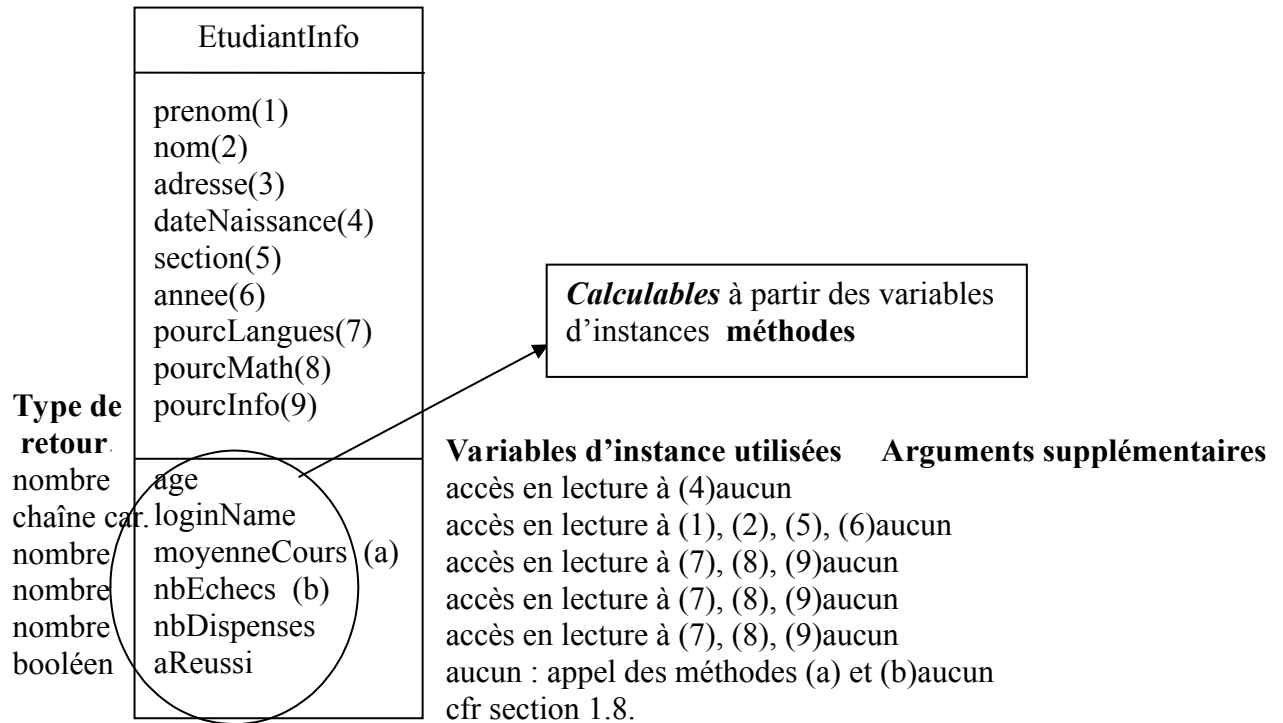 EtudiantInfo
prenom(1)
nom(2)
adresse(3)
dateNaissance(4)
section(5)
annee(6)
pourcLangues(7)
pourcMath(8)
pourcInfo(9)
Calculables à partir des variables
d'instances méthodes
Type de
retour
Variables d'instance utilisées Arguments supplémentaires
nombre age accès en lecture à (4)aucun
chaîne car. loginName accès en lecture à (1), (2), (5), (6)aucun
nombre moyenneCours (a) accès en lecture à (7), (8), (9)aucun
nombre nbEchecs (b) accès en lecture à (7), (8), (9)aucun
nombre nbDispenses accès en lecture à (7), (8), (9)aucun
booléen aReussi aucun : appel des méthodes (a) et (b)aucun
cfr section 1.8.